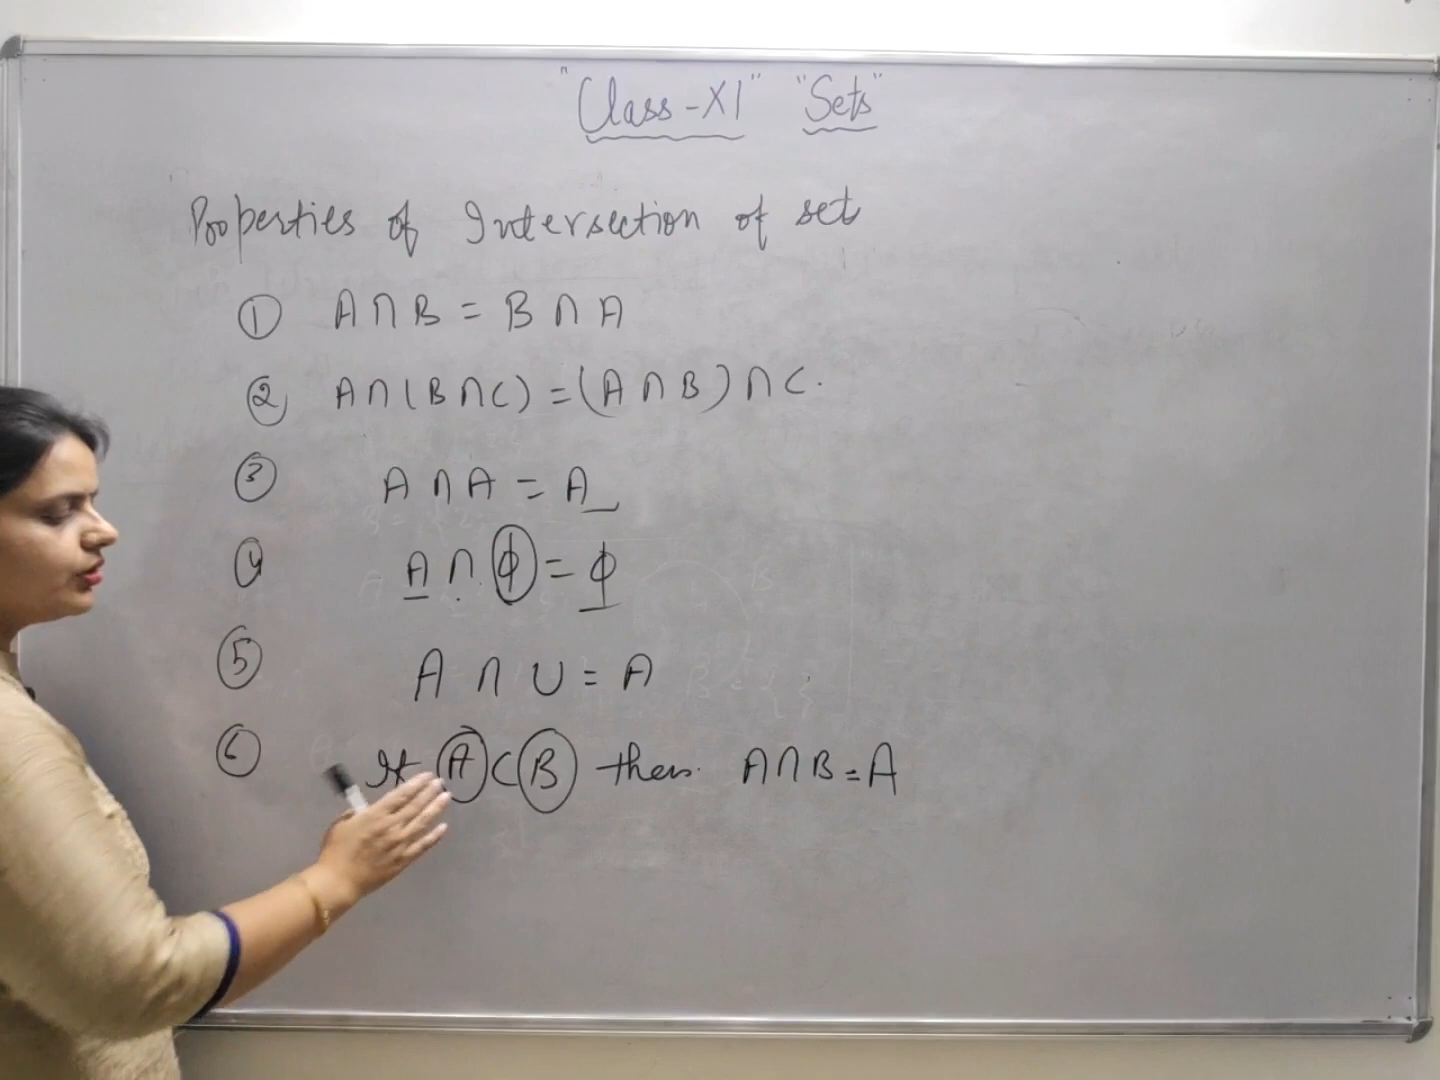 "Class-XI" "Sets"
Properties of Intersection of set
① A∩B = B∩A
② A∩(B∩C) = (A∩B)∩C.
③ A∩A = A
④ A∩ϕ = ϕ
⑤ A∩U = A
⑥ If A⊂B then A∩B = A